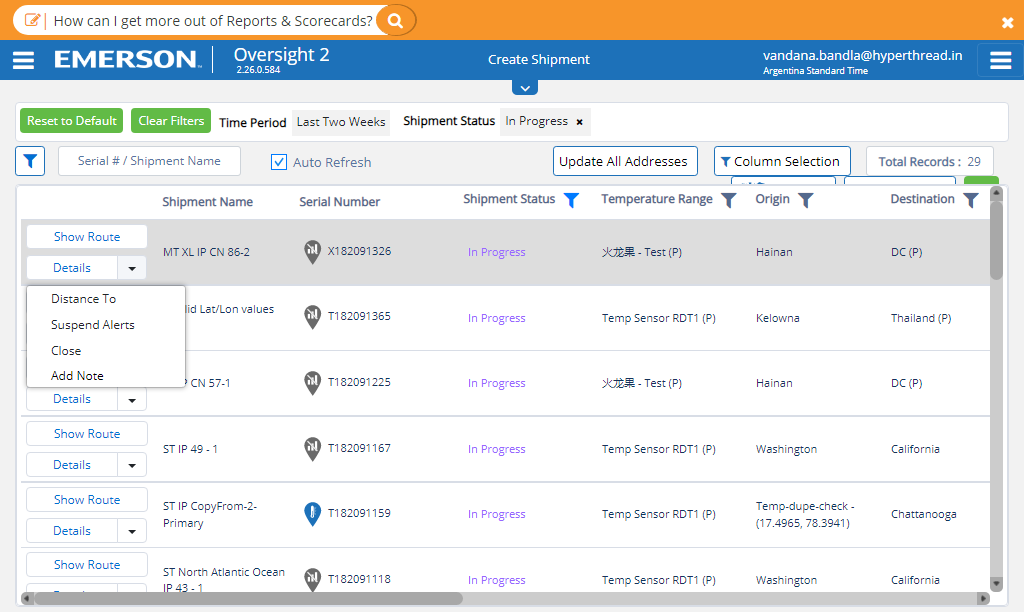 How can I get more out of Reports & Scorecards?
EMERSON
Oversight 2
2.26.0.584
Create Shipment
vandana.bandla@hyperthread.in
Argentina Standard Time
Reset to Default
Clear Filters
Time Period
Last Two Weeks
Shipment Status
In Progress ×
Serial # / Shipment Name
Auto Refresh
Update All Addresses
Column Selection
Total Records : 29
Shipment Name
Serial Number
Shipment Status
Temperature Range
Origin
Destination
Show Route
Details
MT XL IP CN 86-2
X182091326
In Progress
火龙果 - Test (P)
Hainan
DC (P)
Distance To
Suspend Alerts
Close
Add Note
Lat/Lon values
T182091365
In Progress
Temp Sensor RDT1 (P)
Kelowna
Thailand (P)
CN 57-1
T182091225
In Progress
火龙果 - Test (P)
Hainan
DC (P)
Details
Show Route
Details
ST IP 49 - 1
T182091167
In Progress
Temp Sensor RDT1 (P)
Washington
California
Show Route
Details
ST IP CopyFrom-2-
Primary
T182091159
In Progress
Temp Sensor RDT1 (P)
Temp-dupe-check -
(17.4965, 78.3941)
Chattanooga
Show Route
ST North Atlantic Ocean
IP 43 - 1
T182091118
In Progress
Temp Sensor RDT1 (P)
Washington
California